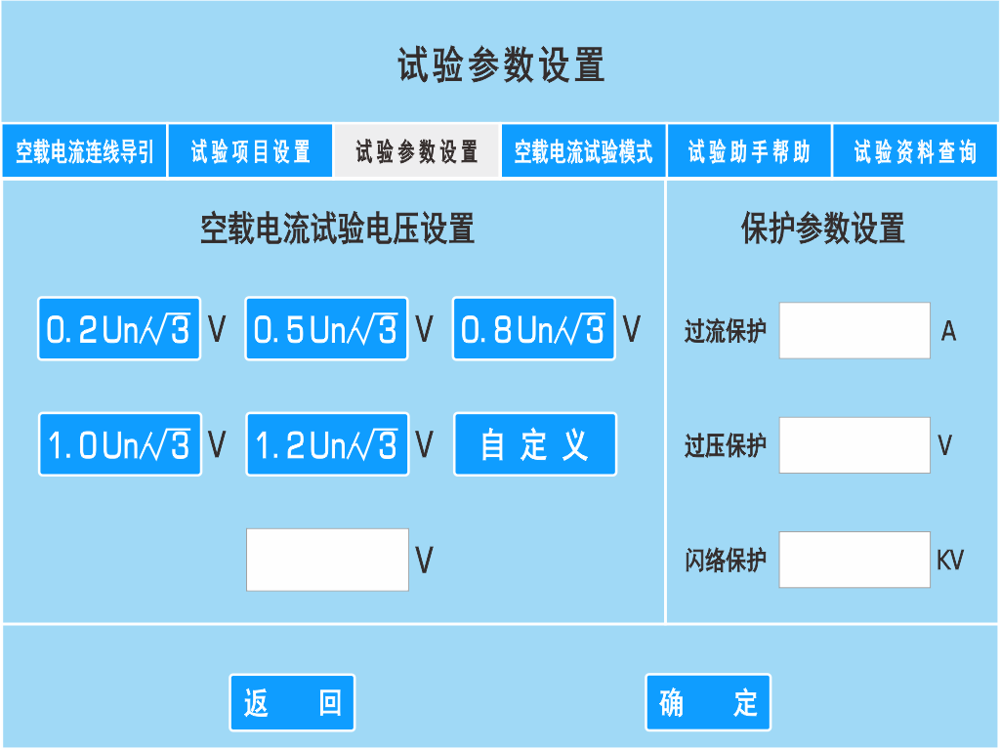 试验参数设置
空载电流连线导引 试验项目设置 试验参数设置 空载电流试验模式 试验助手帮助 试验资料查询
空载电流试验电压设置
0.2Un/√3 V 0.5Un/√3 V 0.8Un/√3 V
1.0Un/√3 V 1.2Un/√3 V 自定义
V
保护参数设置
过流保护 A
过压保护 V
闪络保护 KV
返回 确定